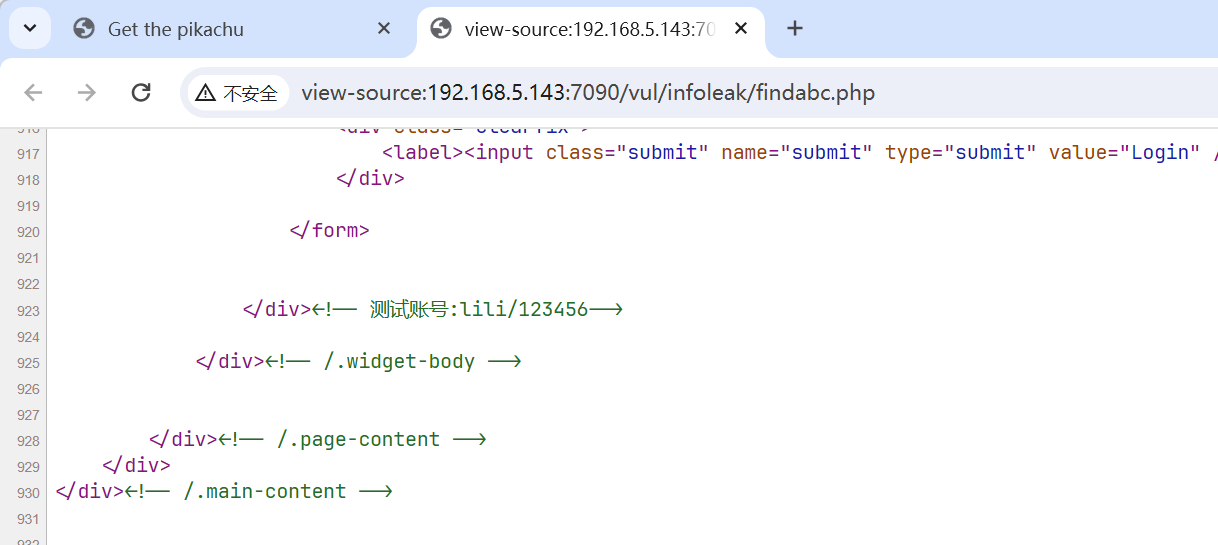 Get the pikachu
view-source:192.168.5.143:70
不安全 view-source:192.168.5.143:7090/vul/infoleak/findabc.php
916 <div class="clearfix">
917 <label><input class="submit" name="submit" type="submit" value="Login" /
918 </div>
919
920 </form>
921
922
923 </div><!-- 测试账号:lili/123456-->
924
925 </div><!-- /.widget-body -->
926
927
928 </div><!-- /.page-content -->
929 </div>
930 </div><!-- /.main-content -->
931
932